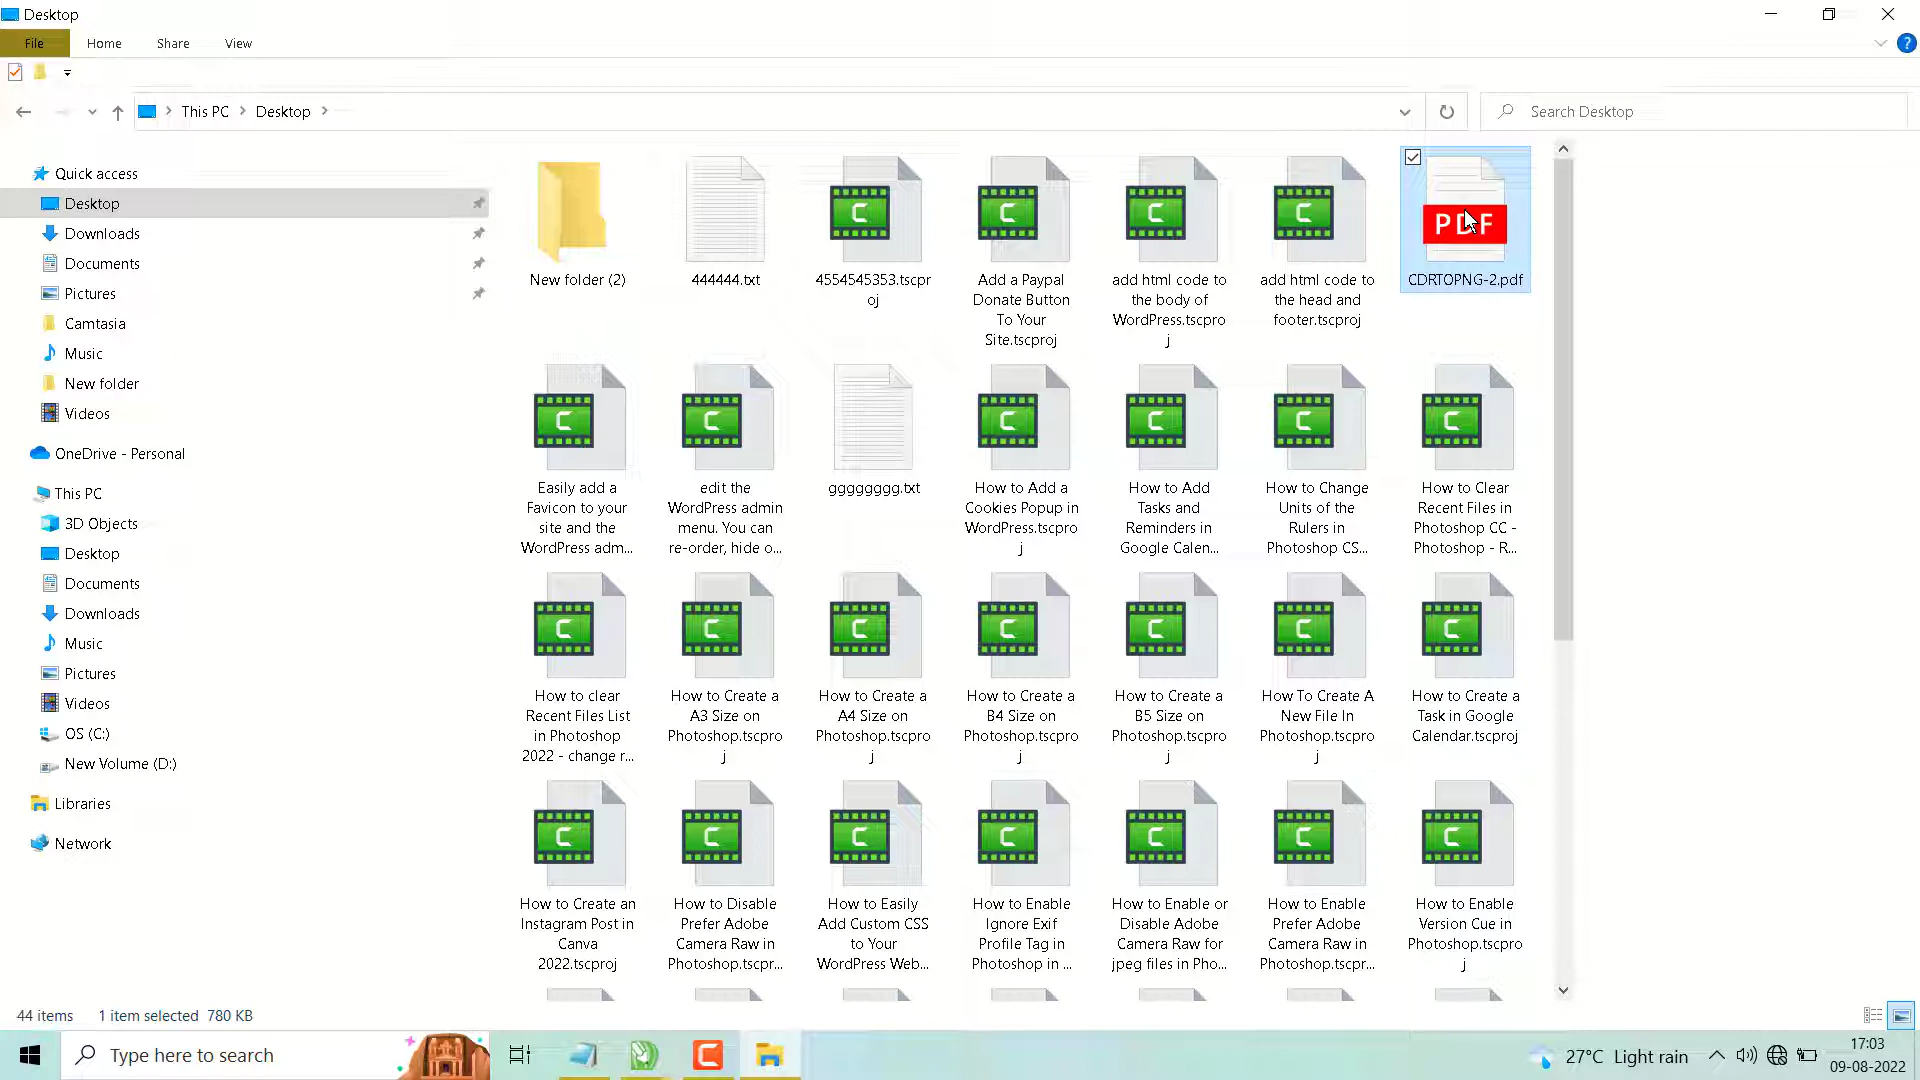 Desktop
File Home Share View
This PC > Desktop >
Search Desktop
Quick access
Desktop
Downloads
Documents
Pictures
Camtasia
Music
New folder
Videos
OneDrive - Personal
This PC
3D Objects
Desktop
Documents
Downloads
Music
Pictures
Videos
OS (C:)
New Volume (D:)
Libraries
Network
New folder (2)
444444.txt
4554545353.tscpr
oj
Add a Paypal
Donate Button
To Your
Site.tscproj
add html code to
the body of
WordPress.tscpro
j
add html code to
the head and
footer.tscproj
PDF
CDRTOPNG-2.pdf
Easily add a
Favicon to your
site and the
WordPress adm...
edit the
WordPress admin
menu. You can
re-order, hide o...
gggggggg.txt
How to Add a
Cookies Popup in
WordPress.tscpro
j
How to Add
Tasks and
Reminders in
Google Calen...
How to Change
Units of the
Rulers in
Photoshop CS...
How to Clear
Recent Files in
Photoshop CC -
Photoshop - R...
How to clear
Recent Files List
in Photoshop
2022 - change r...
How to Create a
A3 Size on
Photoshop.tscpro
j
How to Create a
A4 Size on
Photoshop.tscpro
j
How to Create a
B4 Size on
Photoshop.tscpro
j
How to Create a
B5 Size on
Photoshop.tscpro
j
How To Create A
New File In
Photoshop.tscpro
j
How to Create a
Task in Google
Calendar.tscproj
How to Create an
Instagram Post in
Canva
2022.tscproj
How to Disable
Prefer Adobe
Camera Raw in
Photoshop.tscpr...
How to Easily
Add Custom CSS
to Your
WordPress Web...
How to Enable
Ignore Exif
Profile Tag in
Photoshop in ...
How to Enable or
Disable Adobe
Camera Raw for
jpeg files in Pho...
How to Enable
Prefer Adobe
Camera Raw in
Photoshop.tscpr...
How to Enable
Version Cue in
Photoshop.tscpro
j
44 items 1 item selected 780 KB
Type here to search
27°C Light rain
17:03
09-08-2022